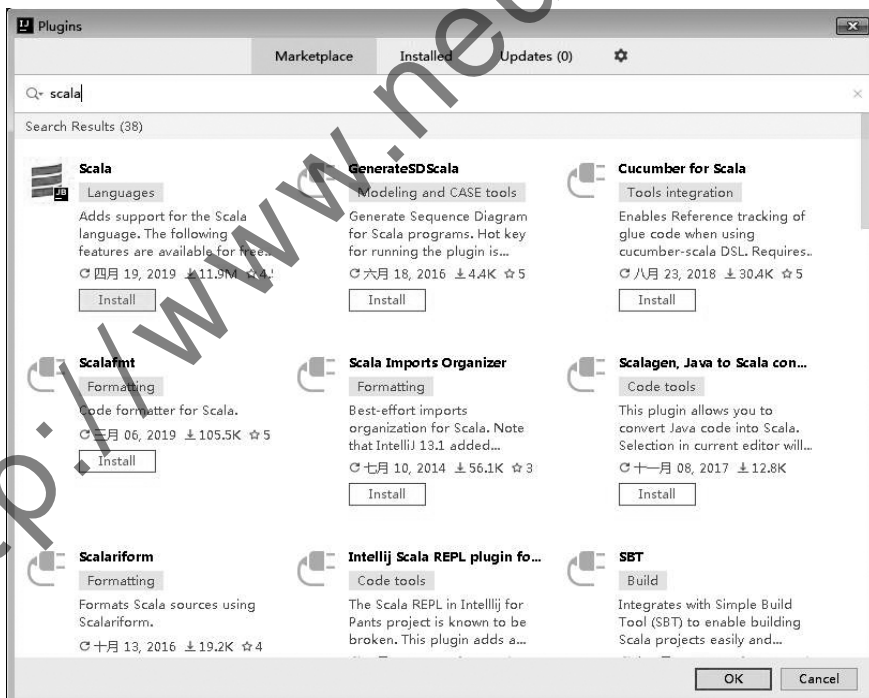 Plugins
Marketplace Installed Updates (0)
scala
Search Results (38)
Scala
Languages
Adds support for the Scala
language. The following
features are available for free...
四月 19, 2019 11.9M
Install
GenerateSDScala
Modeling and CASE tools
Generate Sequence Diagram
for Scala programs. Hot key
for running the plugin is...
六月 18, 2016 4.4K 5
Install
Cucumber for Scala
Tools integration
Enables Reference tracking of
glue code when using
cucumber-scala DSL. Requires..
八月 23, 2018 30.4K 5
Install
Scalafmt
Formatting
Code formatter for Scala.
三月 06, 2019 105.5K 5
Install
Scala Imports Organizer
Formatting
Best-effort imports
organization for Scala. Note
that IntelliJ 13.1 added...
七月 10, 2014 56.1K 3
Install
Scalagen, Java to Scala con...
Code tools
This plugin allows you to
convert Java code into Scala.
Selection in current editor will...
十一月 08, 2017 12.8K
Install
Scalariform
Formatting
Formats Scala sources using
Scalariform.
十月 13, 2016 19.2K 4
Intellij Scala REPL plugin fo...
Code tools
The Scala REPL in Intelllij for
Pants project is known to be
broken. This plugin adds a...
SBT
Build
Integrates with Simple Build
Tool (SBT) to enable building
Scala projects easily and...
OK Cancel
p://www.